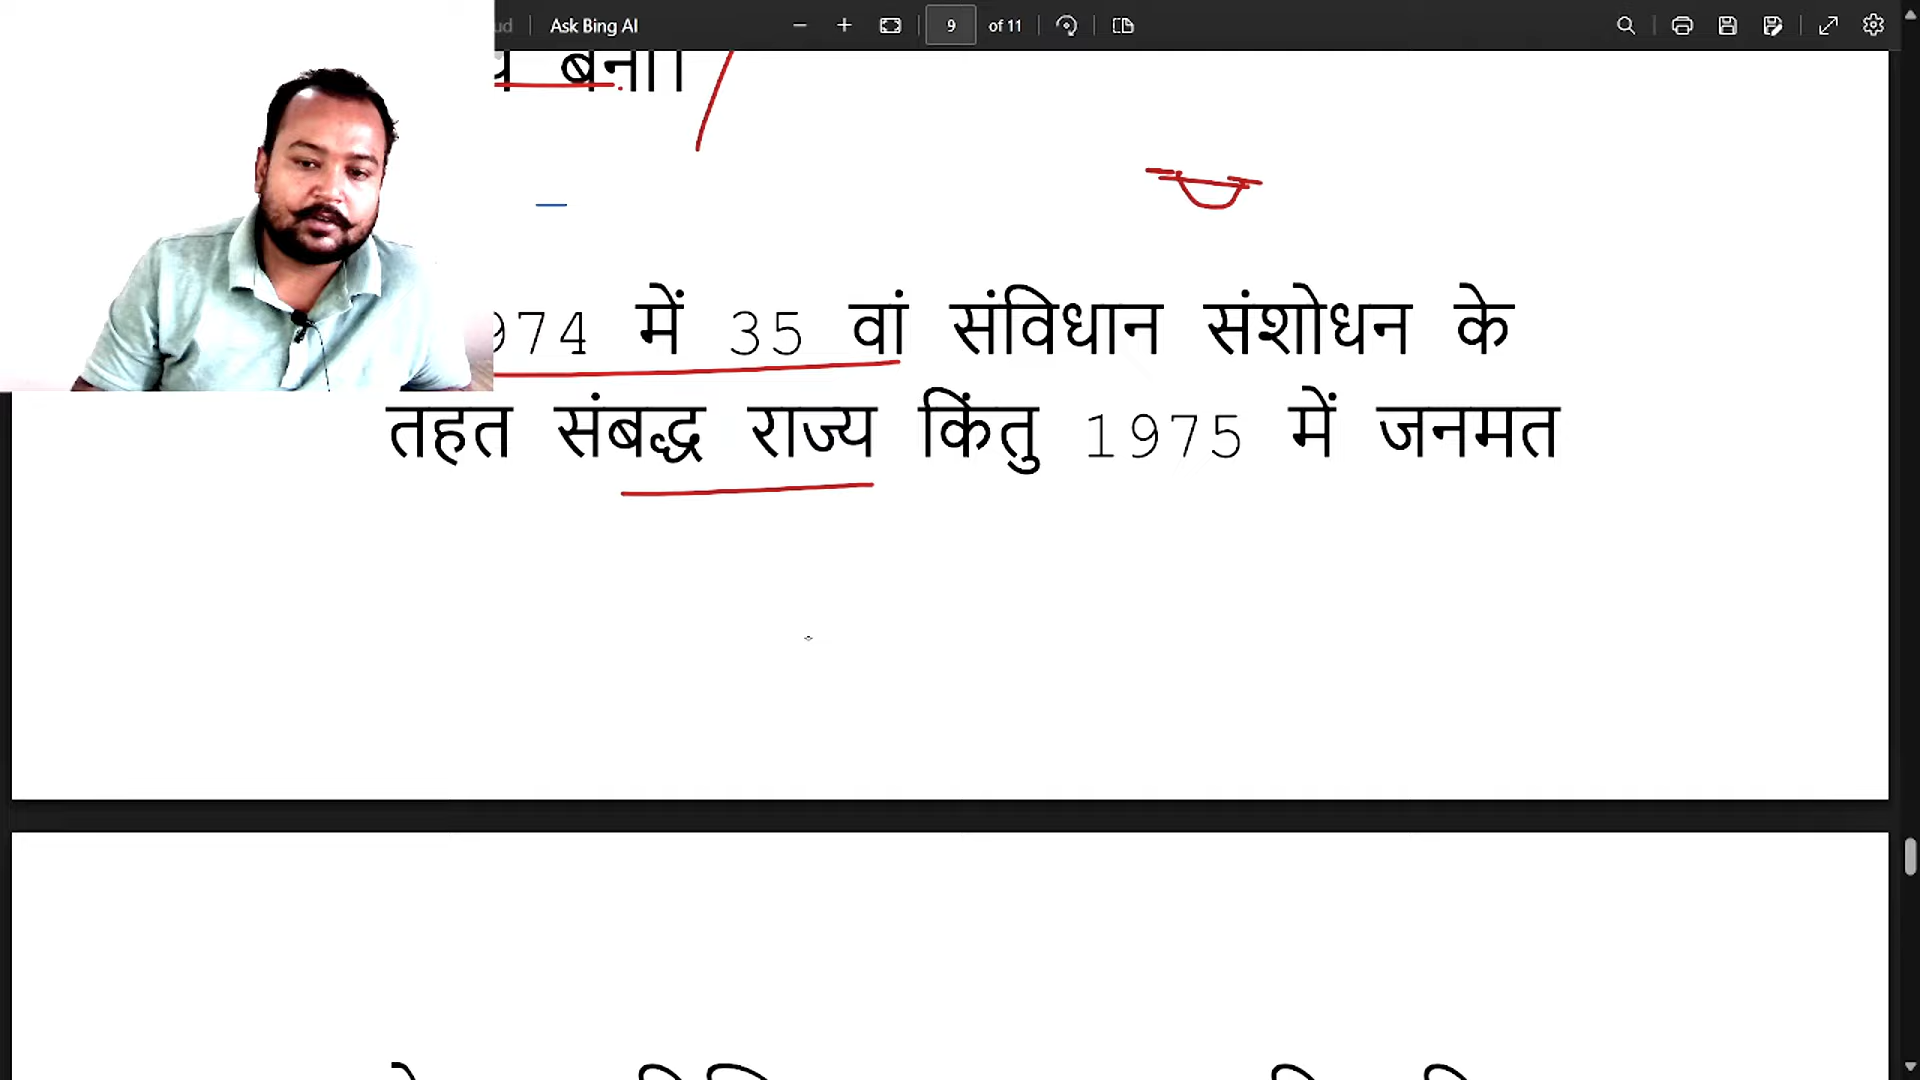 Ask Bing AI
9 of 11
बना।
974 में 35 वां संविधान संशोधन के
तहत संबद्ध राज्य किंतु 1975 में जनमत